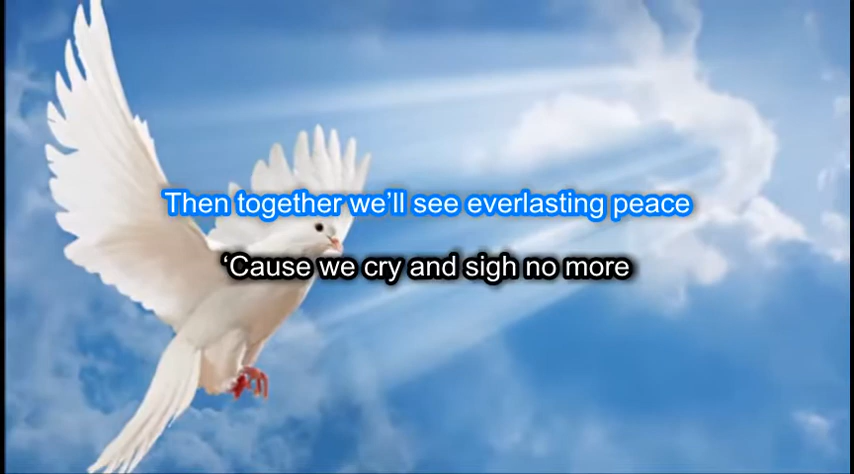 Then together we’ll see everlasting peace
‘Cause we cry and sigh no more